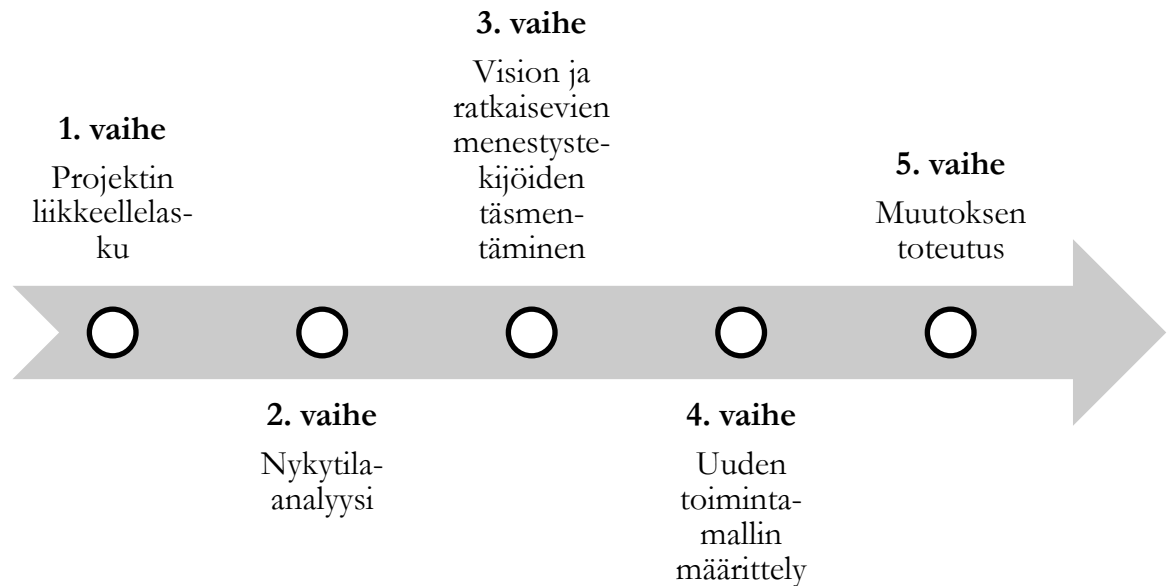 1. vaihe
Projektin
liikkeellelas-
ku
2. vaihe
Nykytila-
analyysi
3. vaihe
Vision ja
ratkaisevien
menestyste-
kijöiden
täsmen-
täminen
4. vaihe
Uuden
toiminta-
mallin
määrittely
5. vaihe
Muutoksen
toteutus